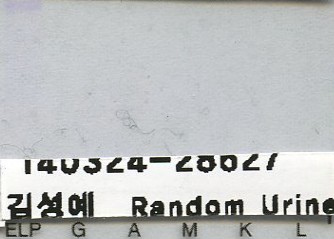 140324-28627
김성예 Random Urine
ELP G A M K L